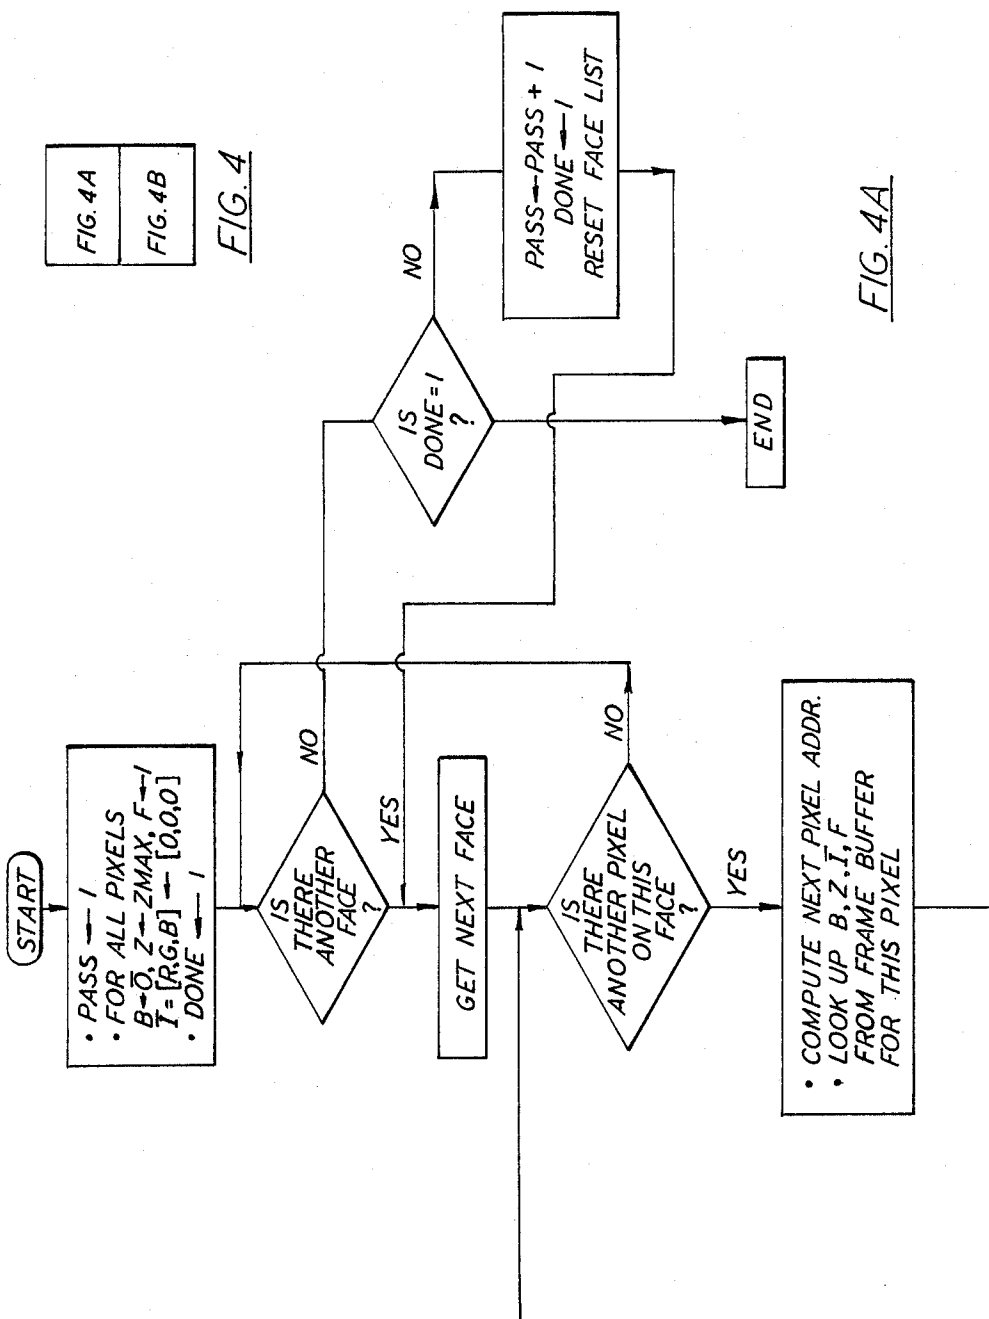 START
• PASS ← 1
• FOR ALL PIXELS
B←O, Z←ZMAX, F←1
I̅ = [R,G,B] ← [0,0,0]
• DONE ← 1
IS
THERE
ANOTHER
FACE
?
NO
YES
GET NEXT FACE
IS
THERE
ANOTHER PIXEL
ON THIS
FACE
?
NO
YES
• COMPUTE NEXT PIXEL ADDR.
• LOOK UP B, Z, I̅, F
FROM FRAME BUFFER
FOR THIS PIXEL
IS
DONE = 1
?
NO
END
PASS←PASS + 1
DONE ← 1
RESET FACE LIST
FIG. 4A
FIG. 4B
FIG. 4
FIG. 4A